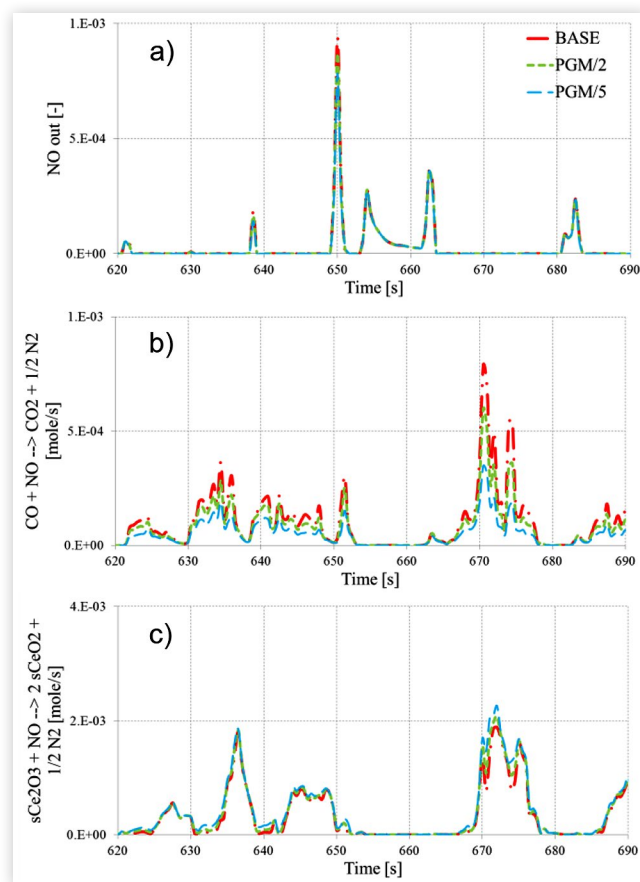 1.E-03
a)
BASE
PGM/2
PGM/5
NO out [-]
5.E-04
0.E+00
620 630 640 650 660 670 680 690
Time [s]
1.E-03
b)
CO + NO --> CO2 + 1/2 N2
[mole/s]
5.E-04
0.E+00
620 630 640 650 660 670 680 690
Time [s]
4.E-03
c)
sCe2O3 + NO --> 2 sCeO2 +
1/2 N2 [mole/s]
2.E-03
0.E+00
620 630 640 650 660 670 680 690
Time [s]